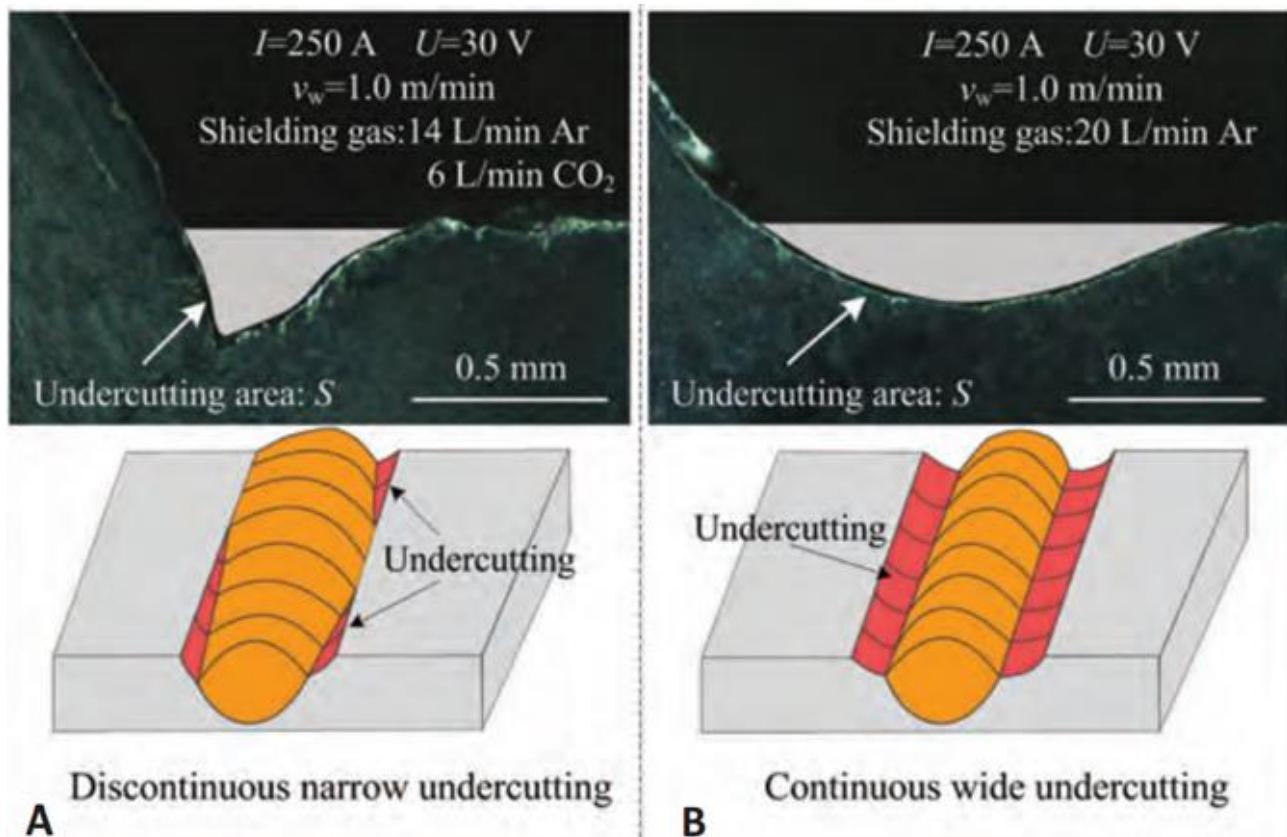 I=250 A U=30 V
v_w=1.0 m/min
Shielding gas:14 L/min Ar
6 L/min CO₂
Undercutting area: S
0.5 mm
Undercutting
Discontinuous narrow undercutting
A
I=250 A U=30 V
v_w=1.0 m/min
Shielding gas:20 L/min Ar
Undercutting area: S
0.5 mm
Undercutting
Continuous wide undercutting
B